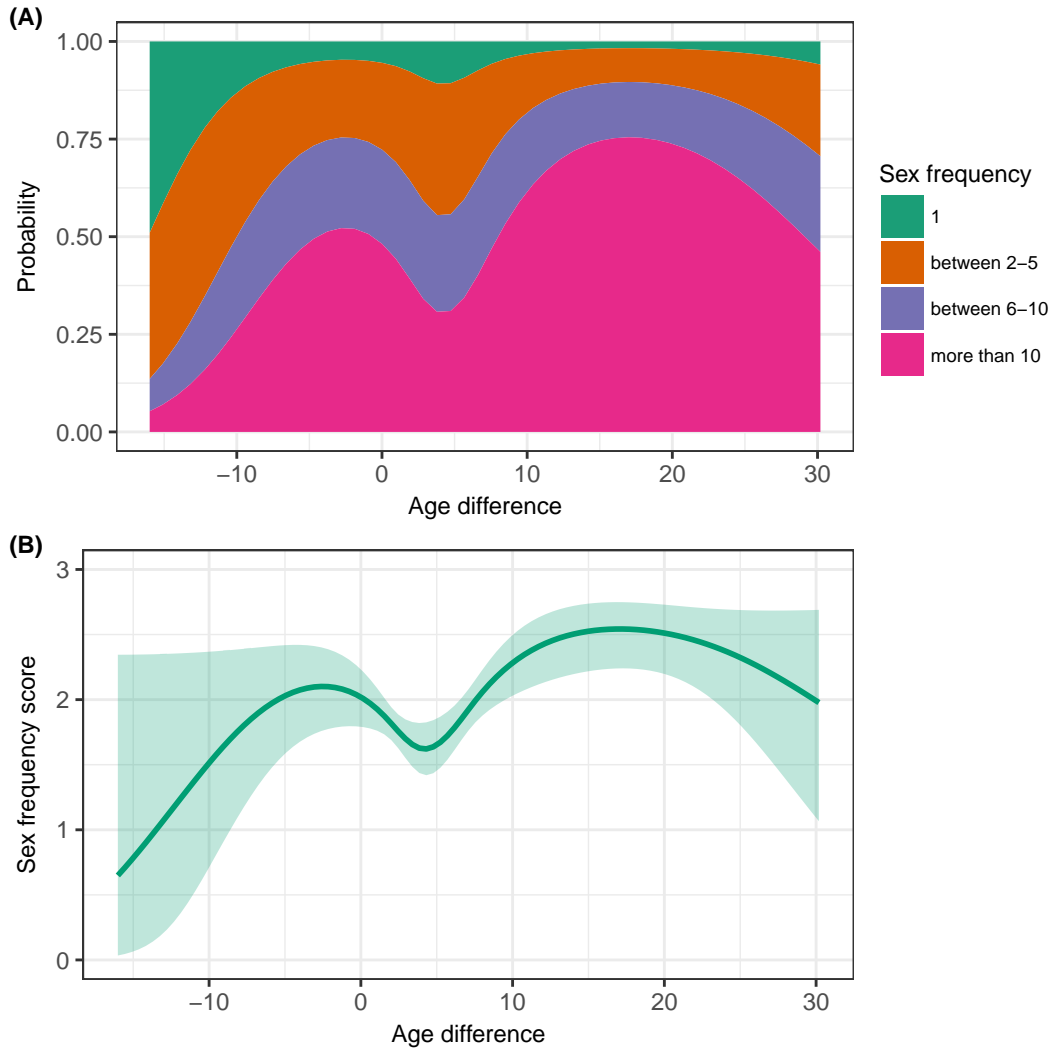 (A)
1.00
0.75
0.50
0.25
0.00
Probability
−10 0 10 20 30
Age difference
Sex frequency
1
between 2−5
between 6−10
more than 10
(B)
3
2
1
0
Sex frequency score
−10 0 10 20 30
Age difference